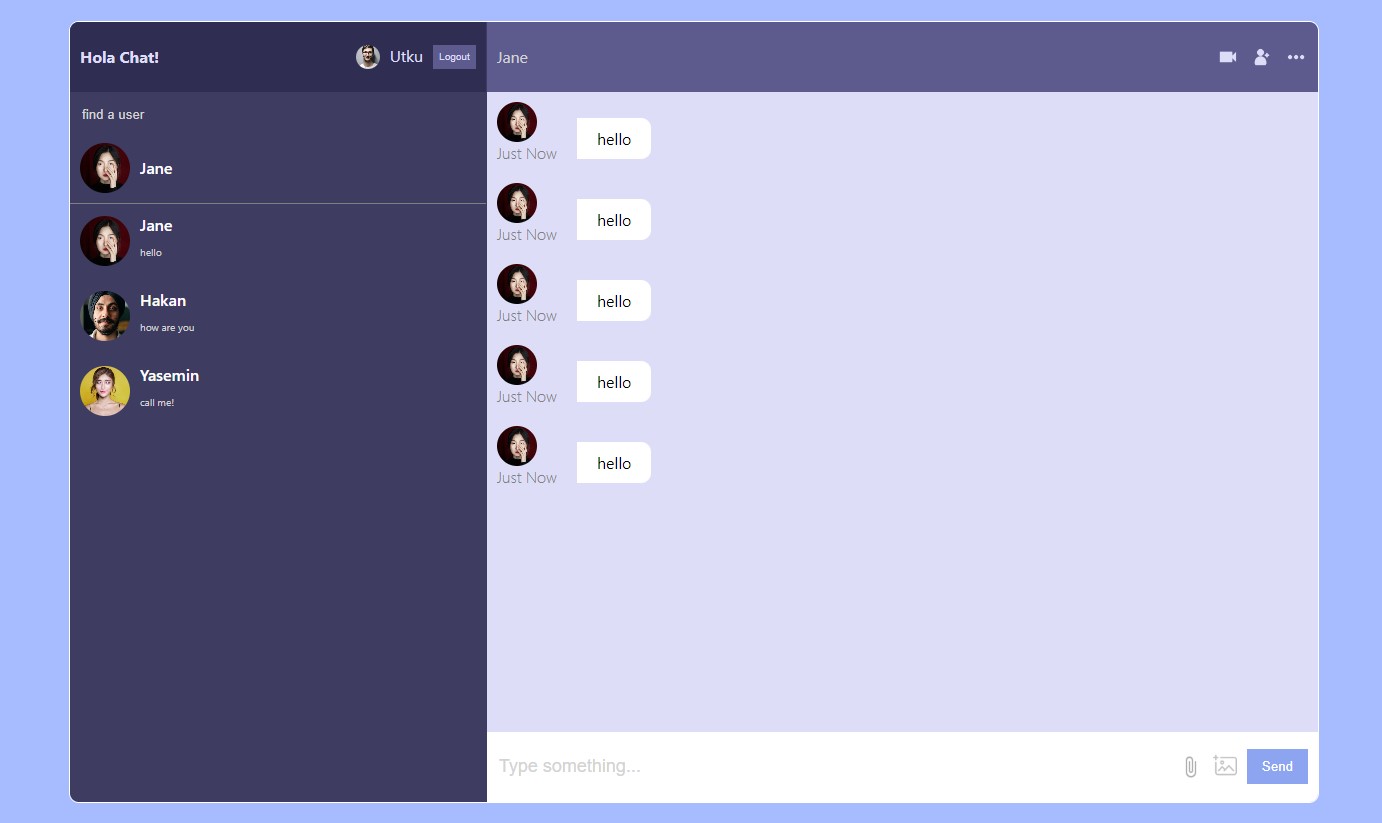 Hola Chat!
Utku
Logout
find a user
Jane
Jane
hello
Hakan
how are you
Yasemin
call me!
Jane
hello
Just Now
hello
Just Now
hello
Just Now
hello
Just Now
hello
Just Now
Type something...
Send